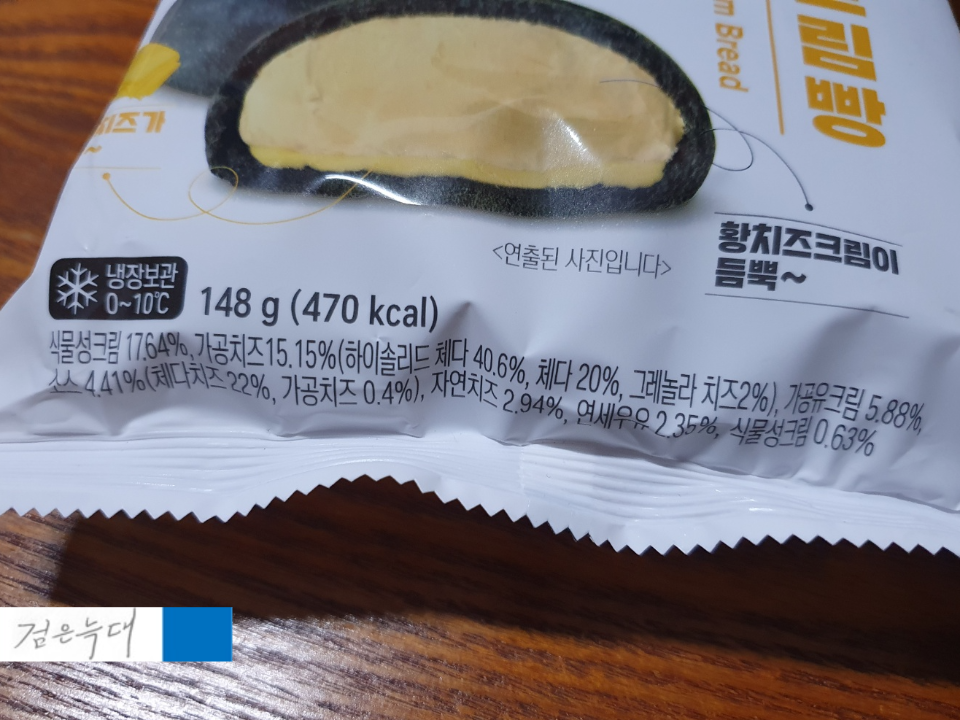 크림빵
m Bread
치즈가
~
<연출된 사진입니다>
황치즈크림이
듬뿍~
냉장보관
0~10℃
148 g (470 kcal)
식물성크림 17.64%, 가공치즈15.15%(하이솔리드 체다 40.6%, 체다 20%, 그레놀라 치즈2%), 가공유크림 5.88%,
소스 4.41%(체다치즈22%, 가공치즈 0.4%), 자연치즈 2.94%, 연세우유 2.35%, 식물성크림 0.63%
검은늑대